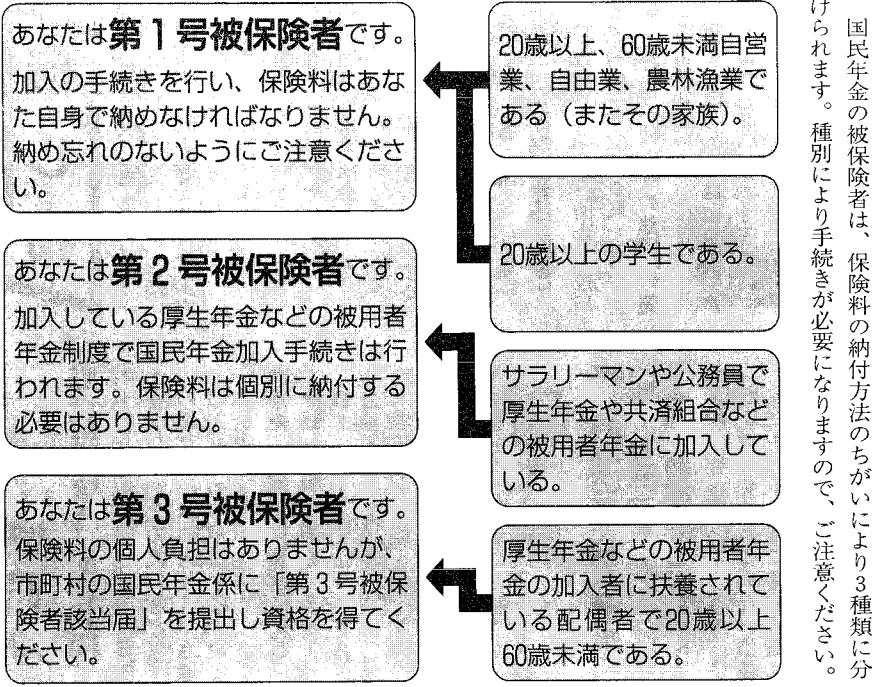 国民年金の被保険者は、保険料の納付方法のちがいにより3種類に分
けられます。種別により手続きが必要になりますので、ご注意ください。
20歳以上、60歳未満自営
業、自由業、農林漁業で
ある（またその家族）。
20歳以上の学生である。
あなたは第1号被保険者です。
加入の手続きを行い、保険料はあな
た自身で納めなければなりません。
納め忘れのないようにご注意くださ
い。
サラリーマンや公務員で
厚生年金や共済組合など
の被用者年金に加入して
いる。
あなたは第2号被保険者です。
加入している厚生年金などの被用者
年金制度で国民年金加入手続きは行
われます。保険料は個別に納付する
必要はありません。
厚生年金などの被用者年
金の加入者に扶養されて
いる配偶者で20歳以上
60歳未満である。
あなたは第3号被保険者です。
保険料の個人負担はありませんが、
市町村の国民年金係に「第3号被保
険者該当届」を提出し資格を得てく
ださい。